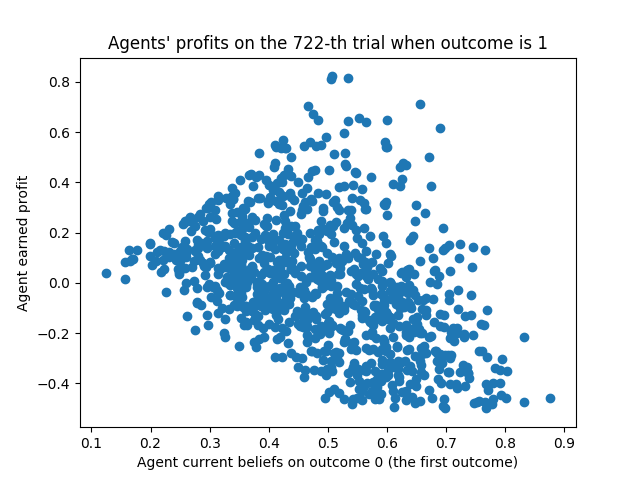 Agents' profits on the 722-th trial when outcome is 1
0.8
0.6
0.4
0.2
0.0
−0.2
−0.4
Agent earned profit
0.1 0.2 0.3 0.4 0.5 0.6 0.7 0.8 0.9
Agent current beliefs on outcome 0 (the first outcome)